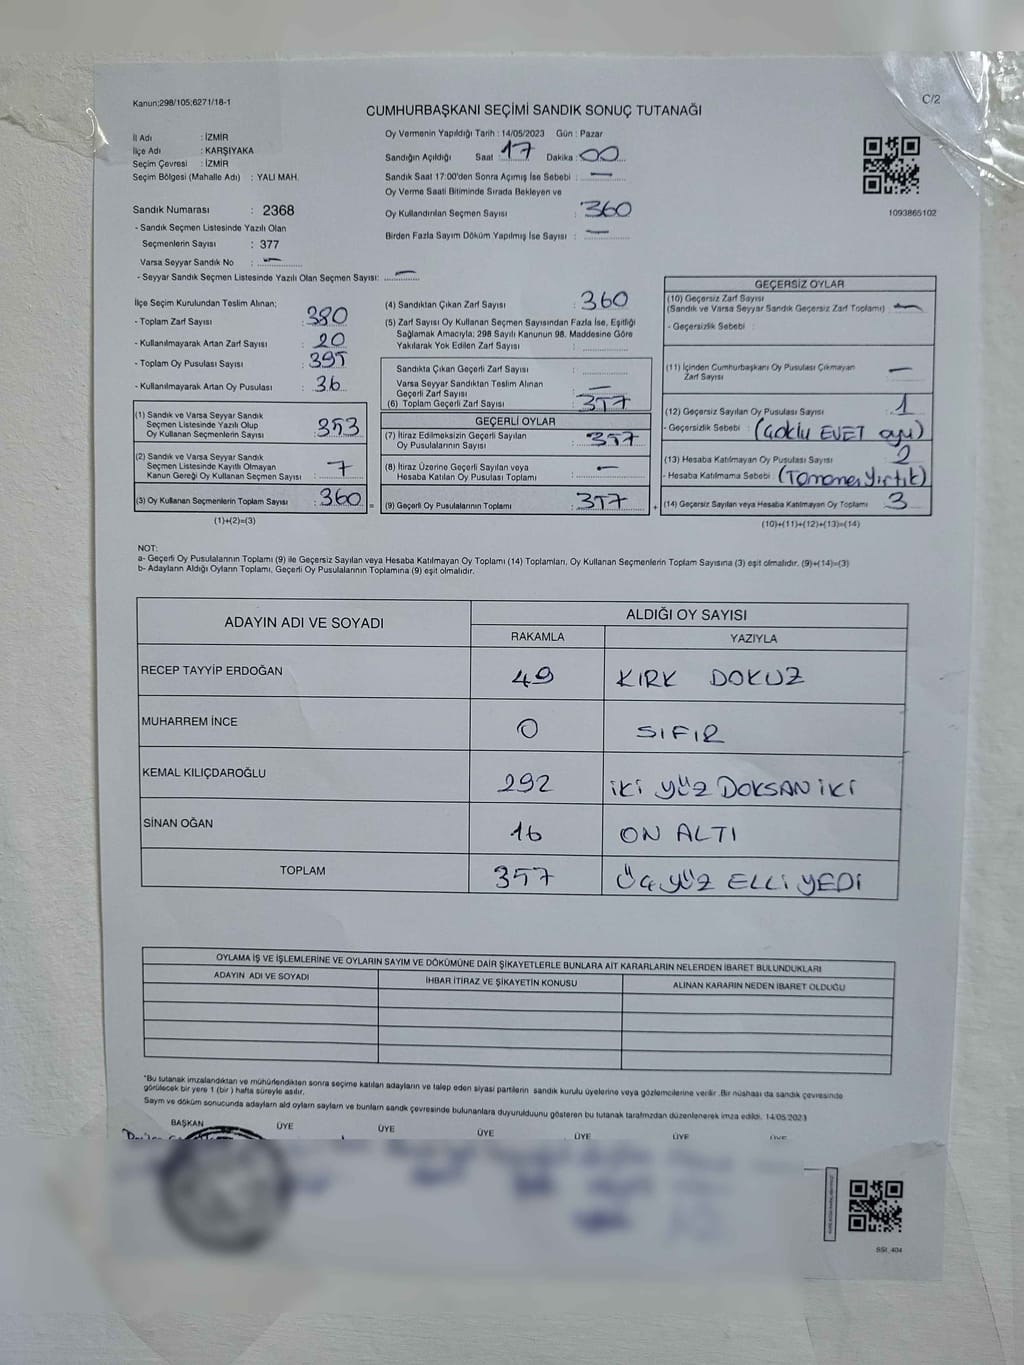 Kanun;298/105;6271/18-1
C/2
CUMHURBAŞKANI SEÇİMİ SANDIK SONUÇ TUTANAĞI
İl Adı : İZMİR
İlçe Adı : KARŞIYAKA
Seçim Çevresi : İZMİR
Seçim Bölgesi (Mahalle Adı) : YALI MAH.
Oy Vermenin Yapıldığı Tarih : 14/05/2023 Gün : Pazar
Sandığın Açıldığı Saat : 17 Dakika : 00
Sandık Saat 17:00'den Sonra Açımış İse Sebebi : —
Oy Verme Saati Bitiminde Sırada Bekleyen ve
Oy Kullandırılan Seçmen Sayısı : 360
Birden Fazla Sayım Döküm Yapılmış İse Sayısı : —
1093865102
Sandık Numarası : 2368
- Sandık Seçmen Listesinde Yazılı Olan
Seçmenlerin Sayısı : 377
Varsa Seyyar Sandık No : —
- Seyyar Sandık Seçmen Listesinde Yazılı Olan Seçmen Sayısı: —
İlçe Seçim Kurulundan Teslim Alınan;
- Toplam Zarf Sayısı : 380
- Kullanılmayarak Artan Zarf Sayısı : 20
- Toplam Oy Pusulası Sayısı : 395
- Kullanılmayarak Artan Oy Pusulası : 36
(1) Sandık ve Varsa Seyyar Sandık
Seçmen Listesinde Yazılı Olup
Oy Kullanan Seçmenlerin Sayısı : 353
(2) Sandık ve Varsa Seyyar Sandık
Seçmen Listesinde Kayıtlı Olmayan
Kanun Gereği Oy Kullanan Seçmen Sayısı : 7
(3) Oy Kullanan Seçmenlerin Toplam Sayısı : 360
(1)+(2)=(3)
(4) Sandıktan Çıkan Zarf Sayısı : 360
(5) Zarf Sayısı Oy Kullanan Seçmen Sayısından Fazla İse, Eşitliği
Sağlamak Amacıyla; 298 Sayılı Kanunun 98. Maddesine Göre
Yakılarak Yok Edilen Zarf Sayısı :
Sandıkta Çıkan Geçerli Zarf Sayısı :
Varsa Seyyar Sandıktan Teslim Alınan
Geçerli Zarf Sayısı : —
(6) Toplam Geçerli Zarf Sayısı : 357
GEÇERLİ OYLAR
(7) İtiraz Edilmeksizin Geçerli Sayılan
Oy Pusulalarının Sayısı : 357
(8) İtiraz Üzerine Geçerli Sayılan veya
Hesaba Katılan Oy Pusulası Toplamı : —
= (9) Geçerli Oy Pusulalarının Toplamı : 357
GEÇERSİZ OYLAR
(10) Geçersiz Zarf Sayısı
(Sandık ve Varsa Seyyar Sandık Geçersiz Zarf Toplamı) : —
- Geçersizlik Sebebi :
(11) İçinden Cumhurbaşkanı Oy Pusulası Çıkmayan
Zarf Sayısı : —
(12) Geçersiz Sayılan Oy Pusulası Sayısı : 1
- Geçersizlik Sebebi : (Çoklu EVET oyu)
(13) Hesaba Katılmayan Oy Pusulası Sayısı : 2
- Hesaba Katılmama Sebebi : (Tamamen Yırtık)
+ (14) Geçersiz Sayılan veya Hesaba Katılmayan Oy Toplamı : 3
(10)+(11)+(12)+(13)=(14)
NOT:
a- Geçerli Oy Pusulalarının Toplamı (9) ile Geçersiz Sayılan veya Hesaba Katılmayan Oy Toplamı (14) Toplamları, Oy Kullanan Seçmenlerin Toplam Sayısına (3) eşit olmalıdır. (9)+(14)=(3)
b- Adayların Aldığı Oyların Toplamı, Geçerli Oy Pusulalarının Toplamına (9) eşit olmalıdır.
ADAYIN ADI VE SOYADI ALDIĞI OY SAYISI
RAKAMLA YAZIYLA
RECEP TAYYİP ERDOĞAN 49 KIRK DOKUZ
MUHARREM İNCE 0 SIFIR
KEMAL KILIÇDAROĞLU 292 İKİ YÜZ DOKSAN İKİ
SİNAN OĞAN 16 ON ALTI
TOPLAM 357 ÜÇ YÜZ ELLİ YEDİ
OYLAMA İŞ VE İŞLEMLERİNE VE OYLARIN SAYIM VE DÖKÜMÜNE DAİR ŞİKAYETLERLE BUNLARA AİT KARARLARIN NELERDEN İBARET BULUNDUKLARI
ADAYIN ADI VE SOYADI İHBAR İTİRAZ VE ŞİKAYETİN KONUSU ALINAN KARARIN NEDEN İBARET OLDUĞU
"Bu tutanak imzalandıktan ve mühürlendikten sonra seçime katılan adayların ve talep eden siyasi partilerin sandık kurulu üyelerine veya gözlemcilerine verilir .Bir nüshası da sandık çevresinde
görülecek bir yere 1 (bir ) hafta süreyle asılır.
Sayım ve döküm sonucunda adayların aldı oyların sayıların ve bunların sandık çevresinde bulunanlara duyurulduunu gösteren bu tutanak tarafımızdan düzenlenerek imza edildi. 14/05/2023
BAŞKAN ÜYE ÜYE ÜYE ÜYE ÜYE ÜYE
SSI_404